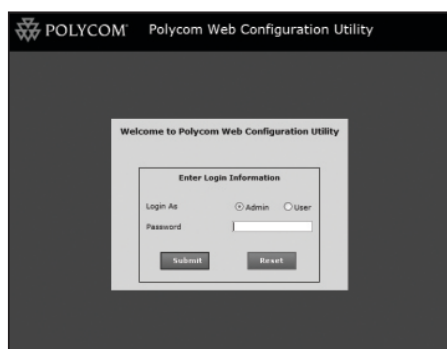 POLYCOM® Polycom Web Configuration Utility
Welcome to Polycom Web Configuration Utility
Enter Login Information
Login As Admin User
Password
Submit Reset